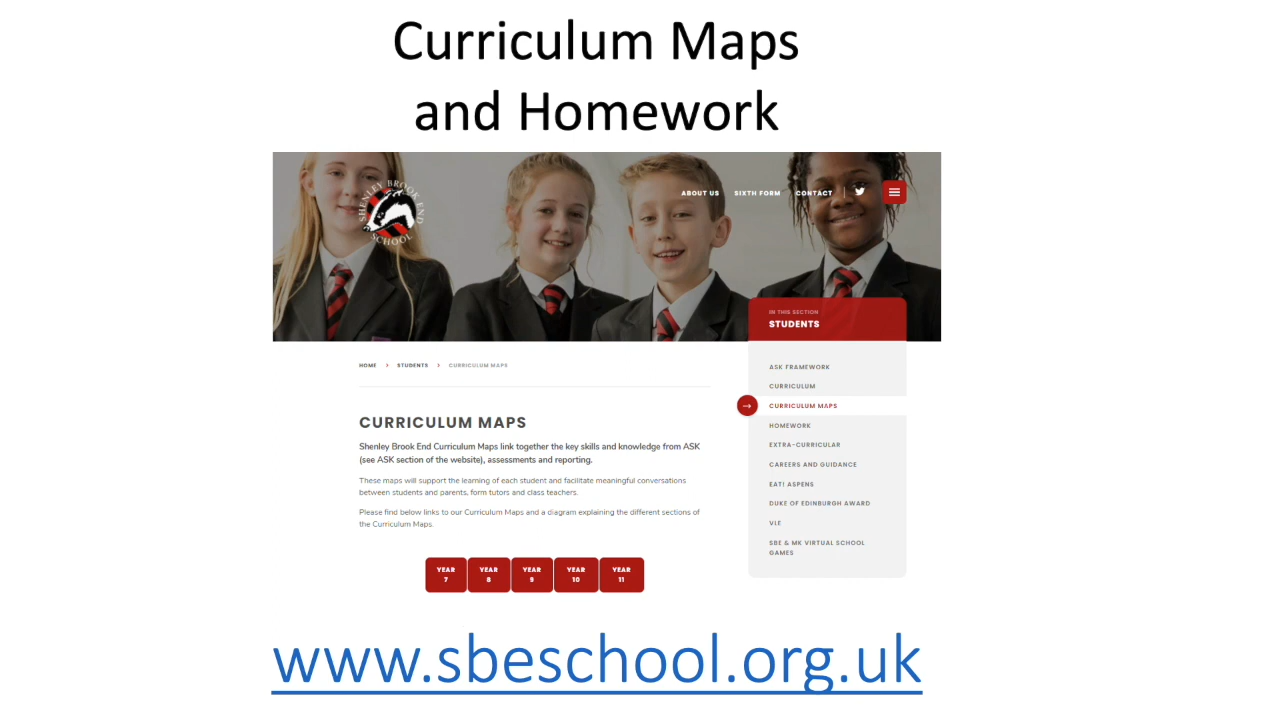 Curriculum Maps
and Homework
SHENLEY BROOK END
SCHOOL
ABOUT US SIXTH FORM CONTACT
IN THIS SECTION
STUDENTS
HOME > STUDENTS > CURRICULUM MAPS
ASK FRAMEWORK
CURRICULUM
CURRICULUM MAPS
HOMEWORK
EXTRA-CURRICULAR
CAREERS AND GUIDANCE
EAT! ASPENS
DUKE OF EDINBURGH AWARD
VLE
SBE & MK VIRTUAL SCHOOL
GAMES
CURRICULUM MAPS
Shenley Brook End Curriculum Maps link together the key skills and knowledge from ASK
(see ASK section of the website), assessments and reporting.
These maps will support the learning of each student and facilitate meaningful conversations
between students and parents, form tutors and class teachers.
Please find below links to our Curriculum Maps and a diagram explaining the different sections of
the Curriculum Maps.
YEAR YEAR YEAR YEAR YEAR
7 8 9 10 11
www.sbeschool.org.uk